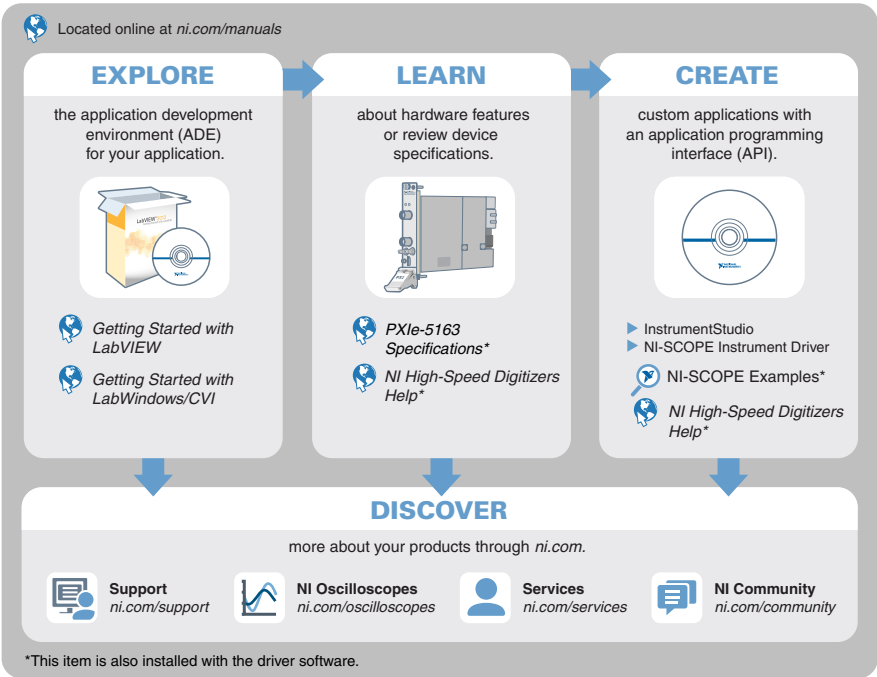 Located online at ni.com/manuals
EXPLORE
the application development
environment (ADE)
for your application.
LabVIEW
Getting Started with
LabVIEW
Getting Started with
LabWindows/CVI
LEARN
about hardware features
or review device
specifications.
PXIe-5163
Specifications*
NI High-Speed Digitizers
Help*
CREATE
custom applications with
an application programming
interface (API).
InstrumentStudio
NI-SCOPE Instrument Driver
NI-SCOPE Examples*
NI High-Speed Digitizers
Help*
DISCOVER
more about your products through ni.com.
Support
ni.com/support
NI Oscilloscopes
ni.com/oscilloscopes
Services
ni.com/services
NI Community
ni.com/community
*This item is also installed with the driver software.